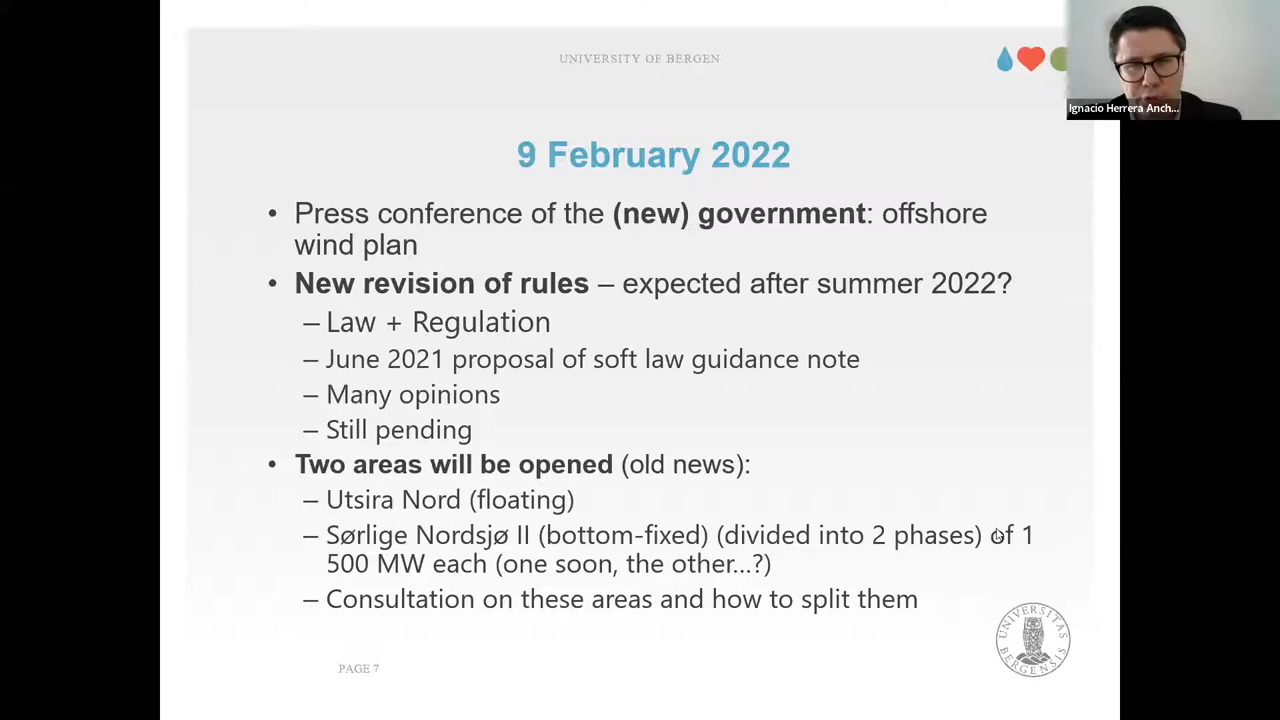 UNIVERSITY OF BERGEN
Ignacio Herrera Anch...
9 February 2022
• Press conference of the (new) government: offshore
wind plan
• New revision of rules – expected after summer 2022?
– Law + Regulation
– June 2021 proposal of soft law guidance note
– Many opinions
– Still pending
• Two areas will be opened (old news):
– Utsira Nord (floating)
– Sørlige Nordsjø II (bottom-fixed) (divided into 2 phases) of 1
500 MW each (one soon, the other...?)
– Consultation on these areas and how to split them
UNIVERSITAS
BERGENSIS
PAGE 7